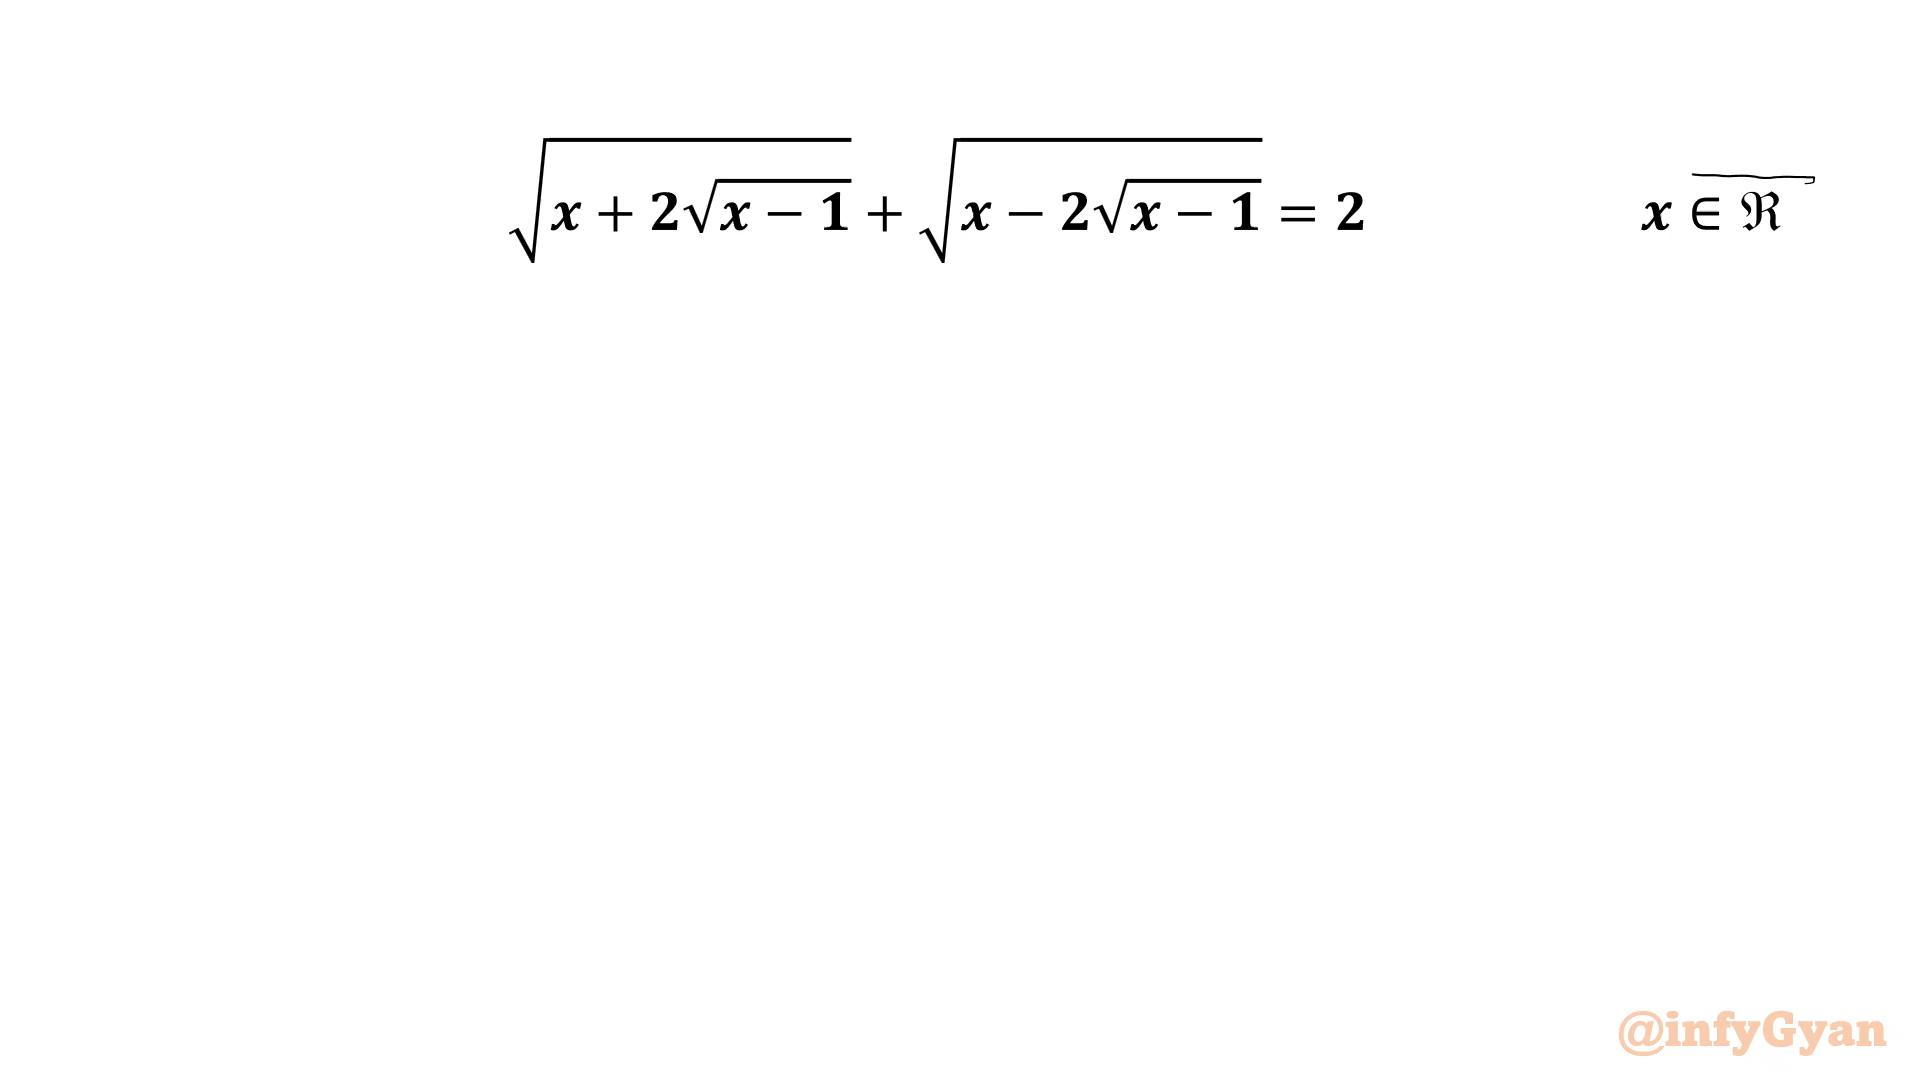 √(x + 2√(x − 1)) + √(x − 2√(x − 1)) = 2 x ∈ ℜ
@infyGyan